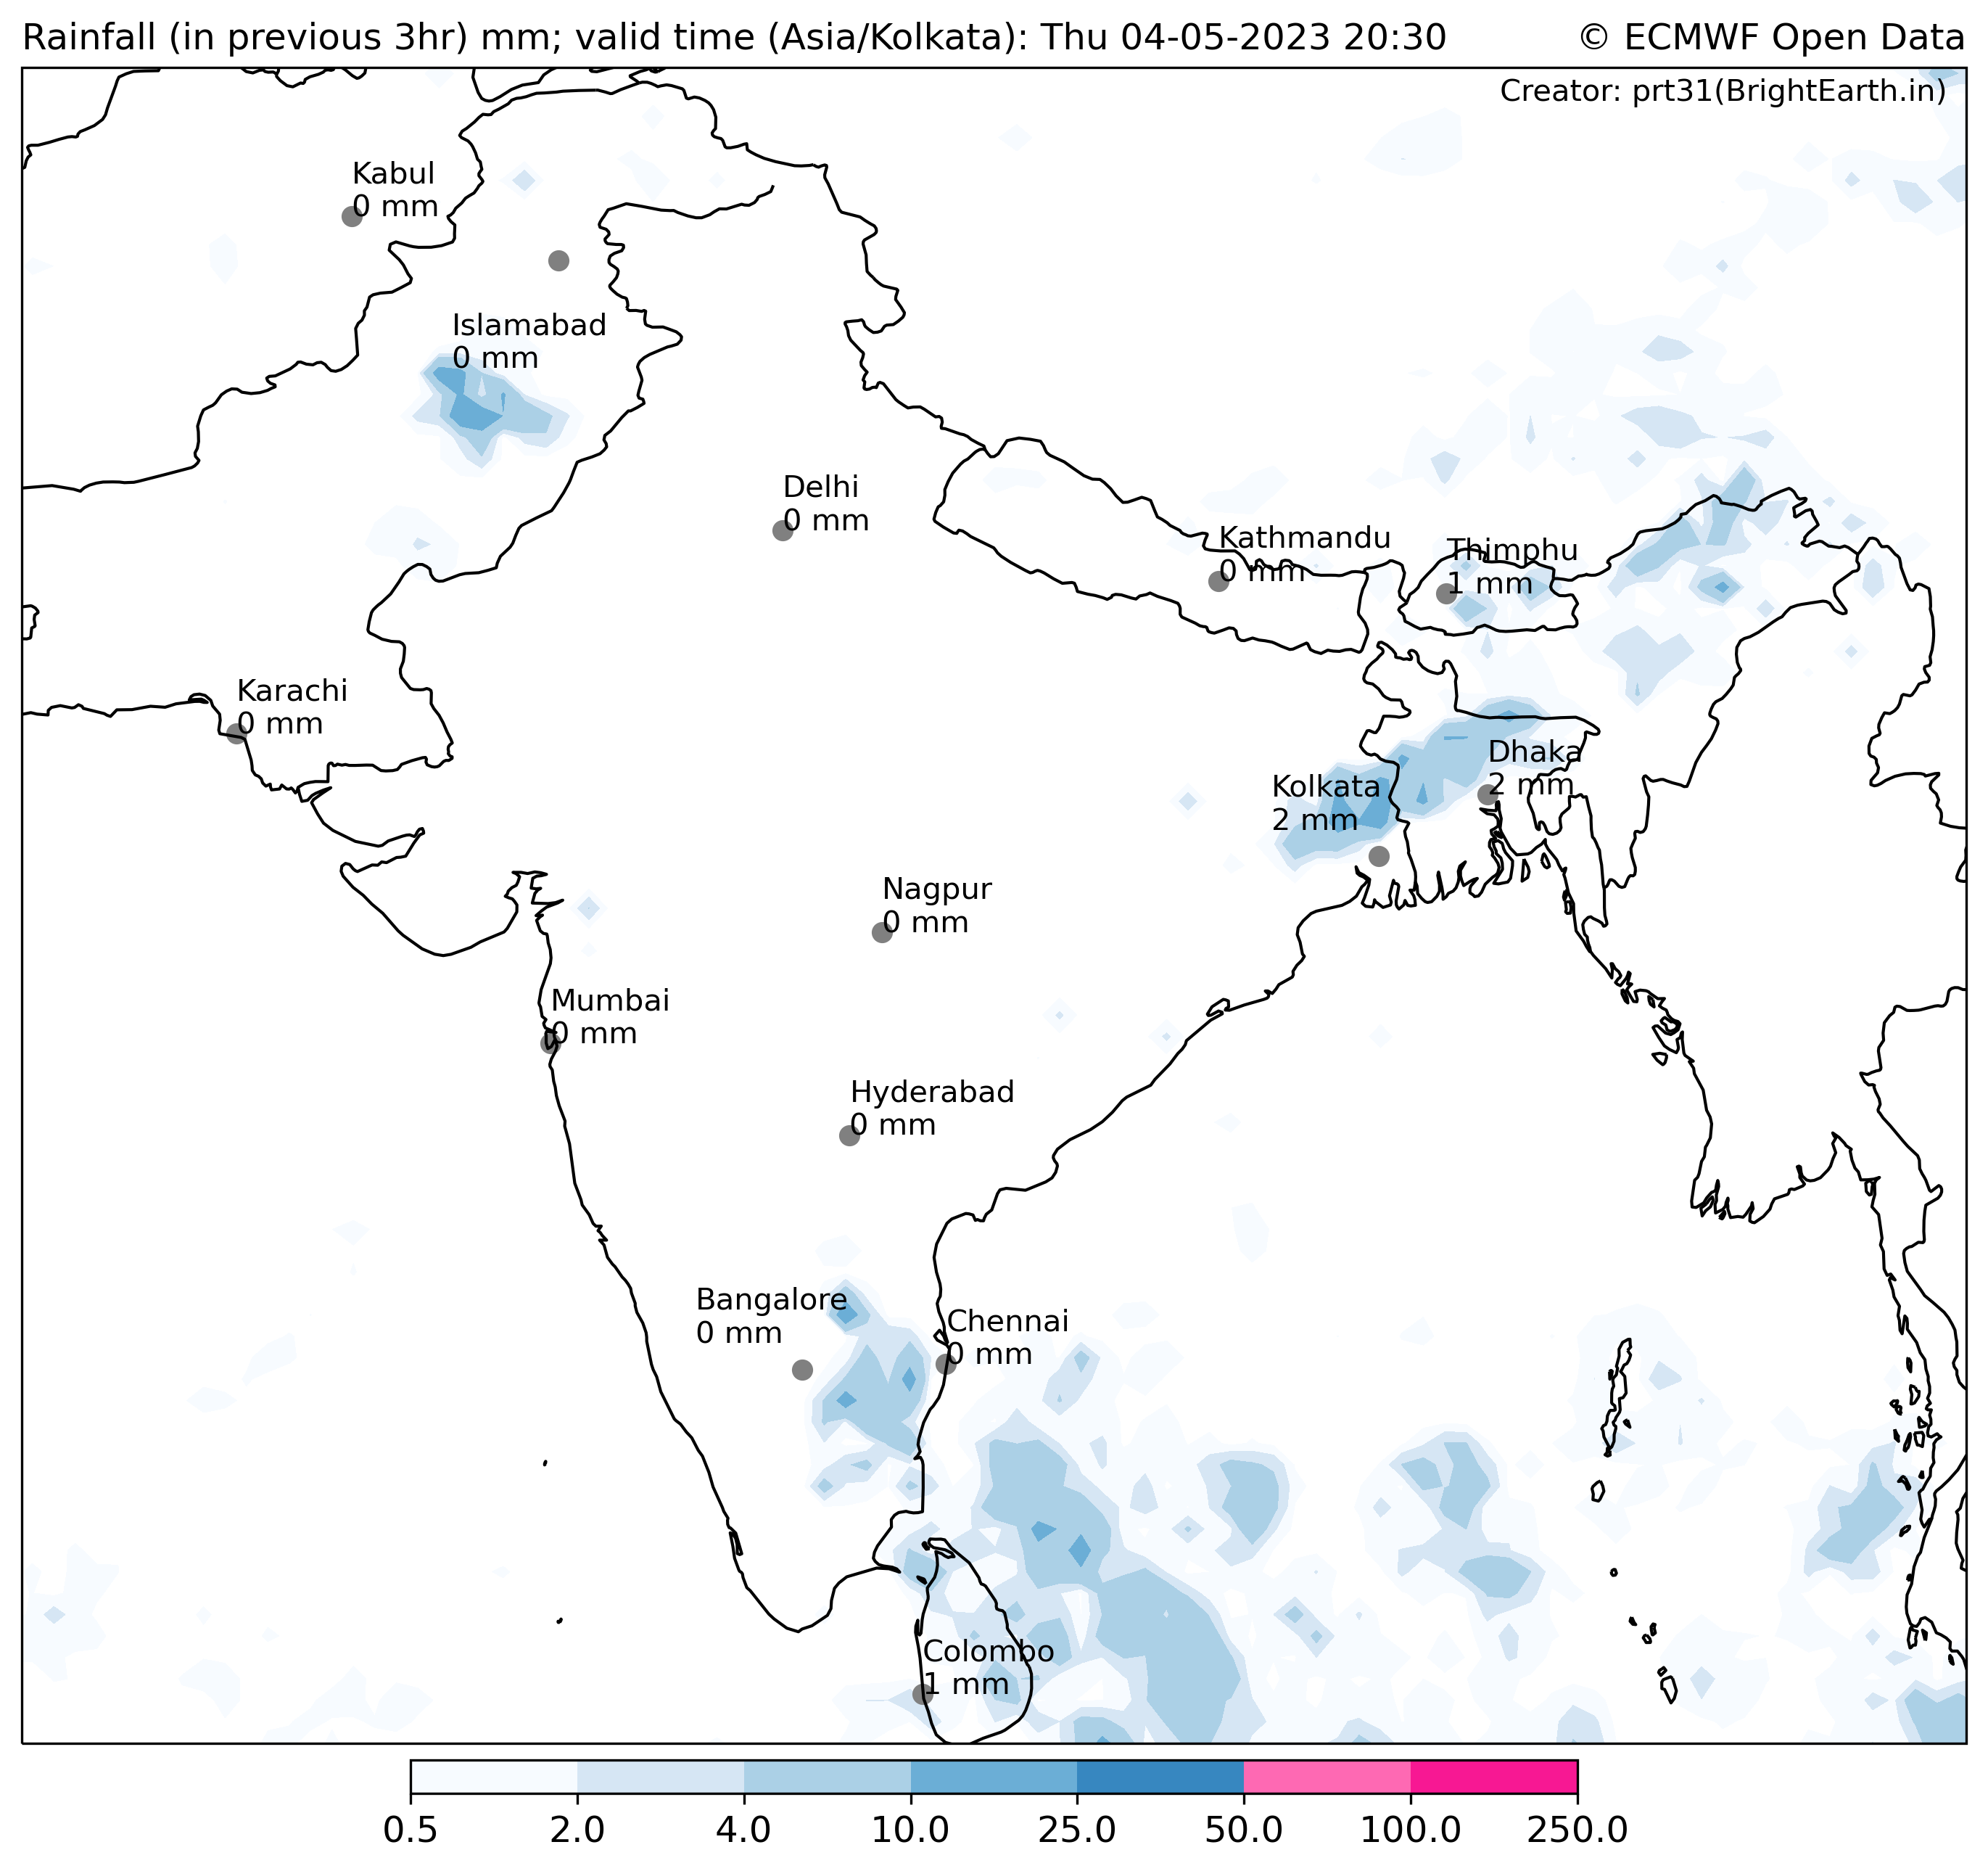 Rainfall (in previous 3hr) mm; valid time (Asia/Kolkata): Thu 04-05-2023 20:30
© ECMWF Open Data
Creator: prt31(BrightEarth.in)
Kabul
0 mm
Islamabad
0 mm
Delhi
0 mm
Kathmandu
0 mm
Thimphu
1 mm
Karachi
0 mm
Dhaka
2 mm
Kolkata
2 mm
Nagpur
0 mm
Mumbai
0 mm
Hyderabad
0 mm
Bangalore
0 mm
Chennai
0 mm
Colombo
1 mm
0.5 2.0 4.0 10.0 25.0 50.0 100.0 250.0